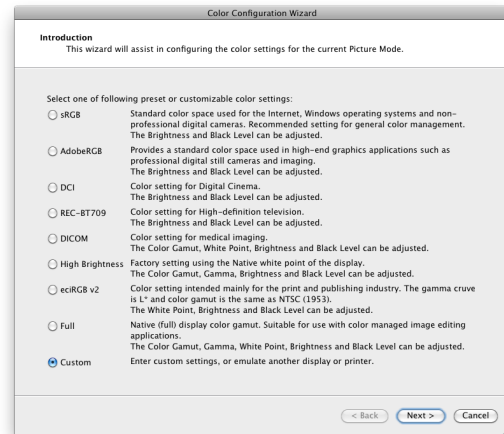 Color Configuration Wizard
Introduction
This wizard will assist in configuring the color settings for the current Picture Mode.
Select one of following preset or customizable color settings:
sRGB Standard color space used for the Internet, Windows operating systems and non-
professional digital cameras. Recommended setting for general color management.
The Brightness and Black Level can be adjusted.
AdobeRGB Provides a standard color space used in high-end graphics applications such as
professional digital still cameras and imaging.
The Brightness and Black Level can be adjusted.
DCI Color setting for Digital Cinema.
The Brightness and Black Level can be adjusted.
REC-BT709 Color setting for High-definition television.
The Brightness and Black Level can be adjusted.
DICOM Color setting for medical imaging.
The Color Gamut, White Point, Brightness and Black Level can be adjusted.
High Brightness Factory setting using the Native white point of the display.
The Color Gamut, Gamma, Brightness and Black Level can be adjusted.
eciRGB v2 Color setting intended mainly for the print and publishing industry. The gamma cruve
is L* and color gamut is the same as NTSC (1953).
The White Point, Brightness and Black Level can be adjusted.
Full Native (full) display color gamut. Suitable for use with color managed image editing
applications.
The Color Gamut, Gamma, White Point, Brightness and Black Level can be adjusted.
Custom Enter custom settings, or emulate another display or printer.
< Back Next > Cancel